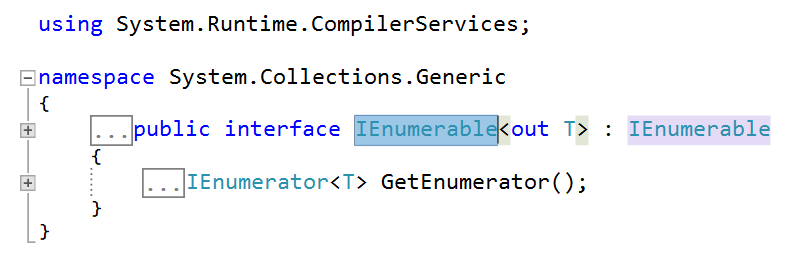 using System.Runtime.CompilerServices;
namespace System.Collections.Generic
{
...public interface IEnumerable<out T> : IEnumerable
{
...IEnumerator<T> GetEnumerator();
}
}